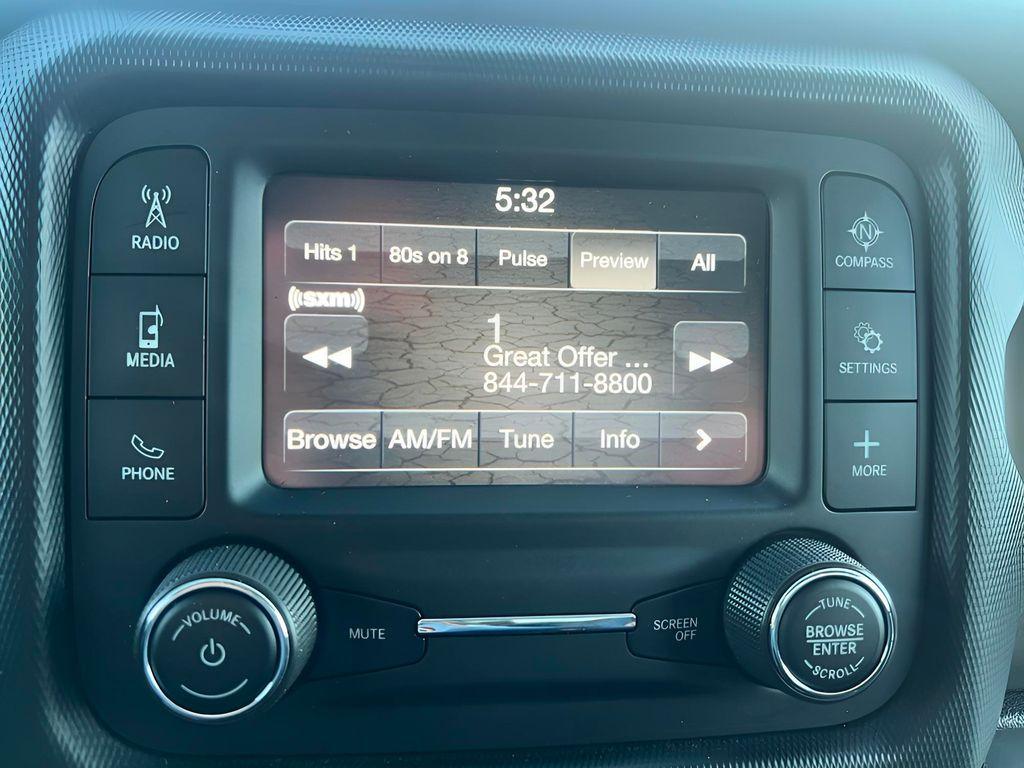 5:32
Hits 1 80s on 8 Pulse Preview All
((sxm))
1
Great Offer ...
844-711-8800
Browse AM/FM Tune Info >
RADIO
MEDIA
PHONE
N
COMPASS
SETTINGS
+
MORE
VOLUME
MUTE
SCREEN
OFF
TUNE
BROWSE
ENTER
SCROLL